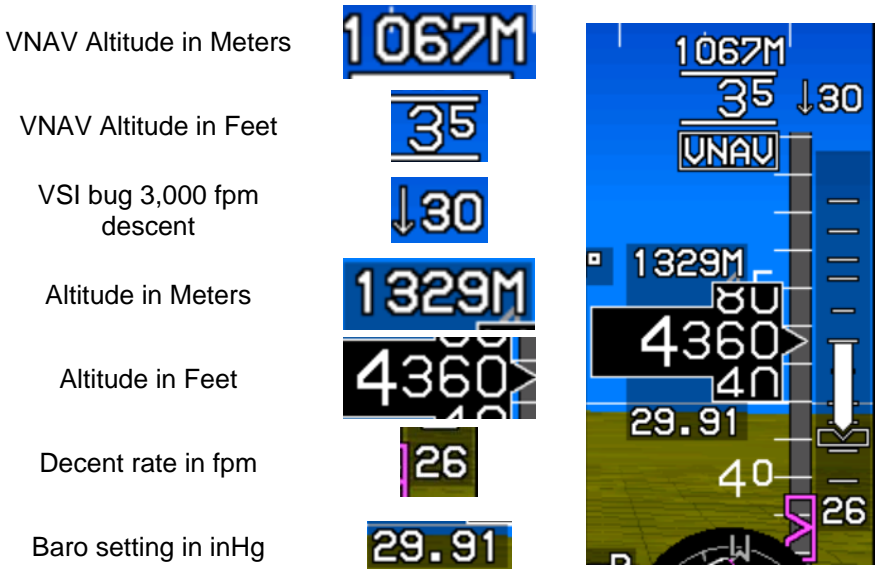 VNAV Altitude in Meters
1067M
VNAV Altitude in Feet
35
VSI bug 3,000 fpm
descent
↓30
Altitude in Meters
1329M
Altitude in Feet
4360
Decent rate in fpm
26
Baro setting in inHg
29.91
1067M
35 ↓30
VNAV
1329M
4360
40
29.91
40
26
W